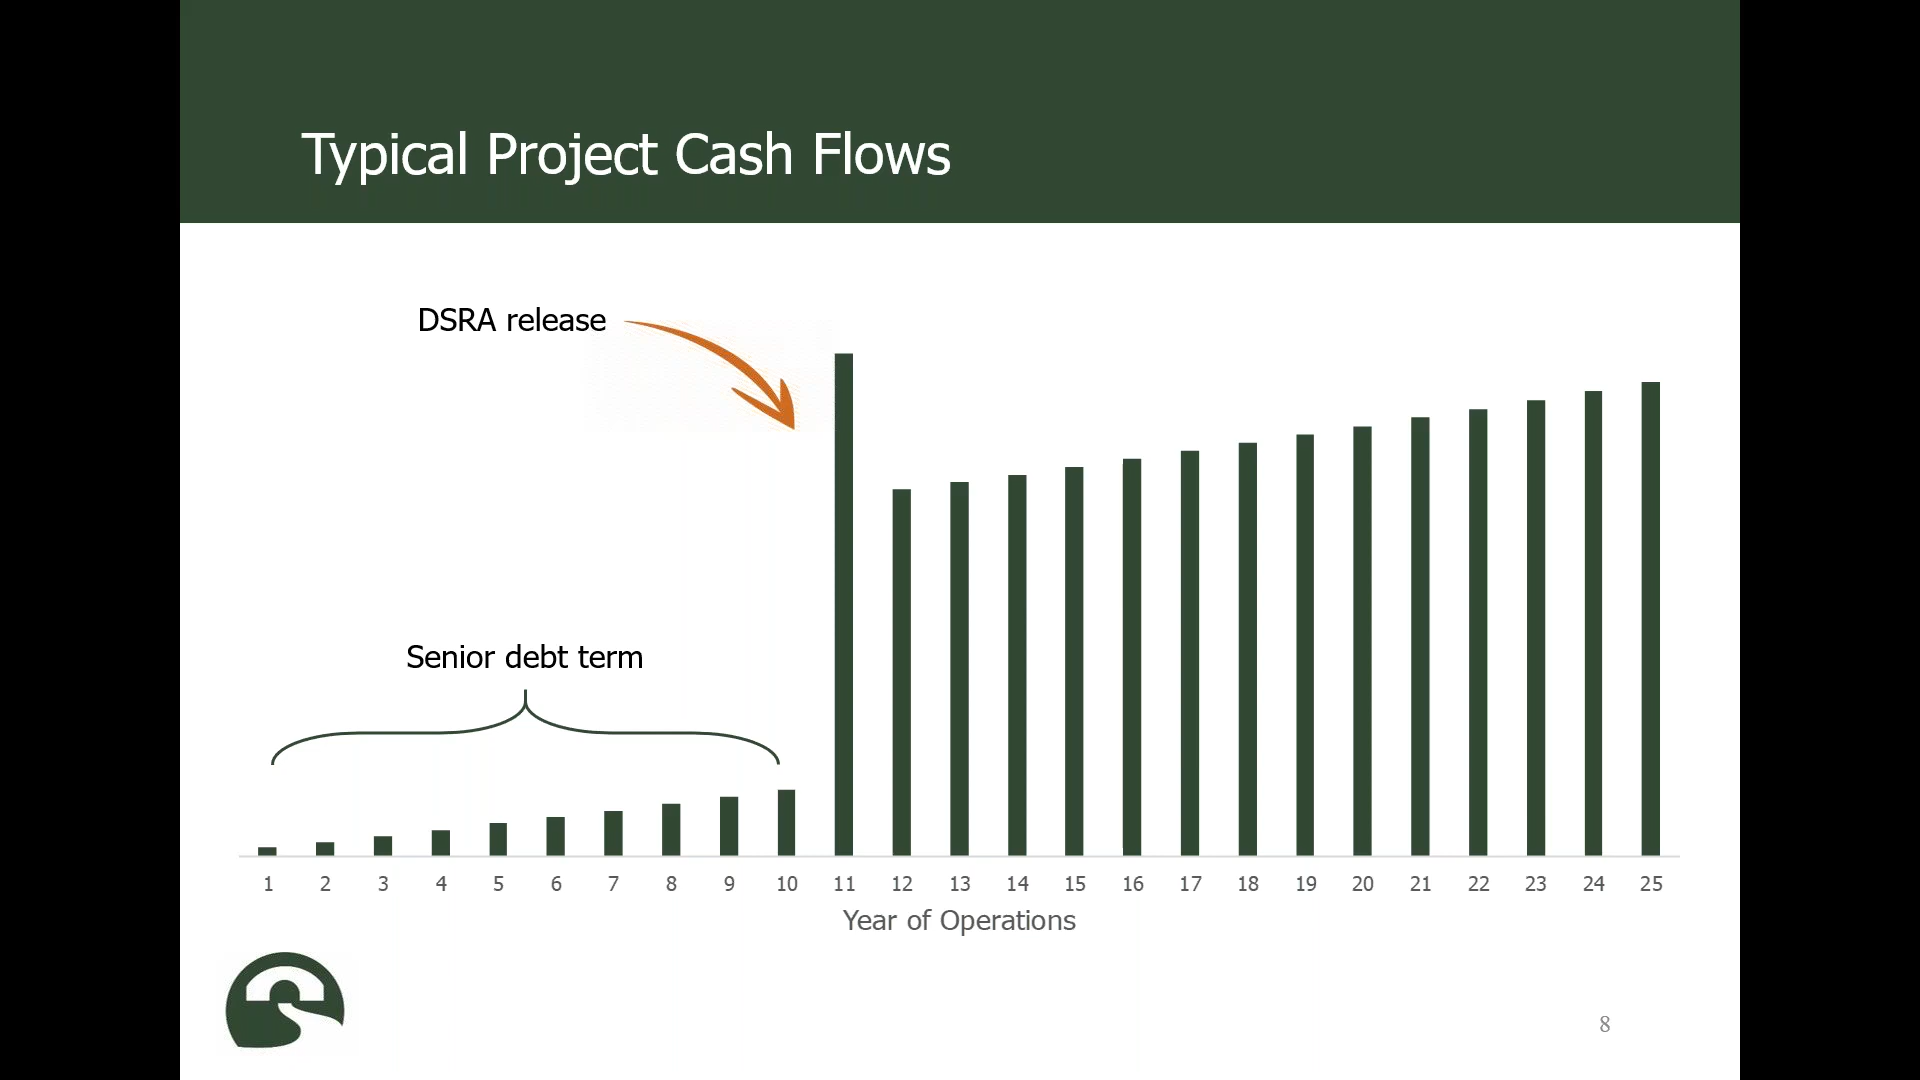 Typical Project Cash Flows
DSRA release
Senior debt term
1 2 3 4 5 6 7 8 9 10 11 12 13 14 15 16 17 18 19 20 21 22 23 24 25
Year of Operations
8